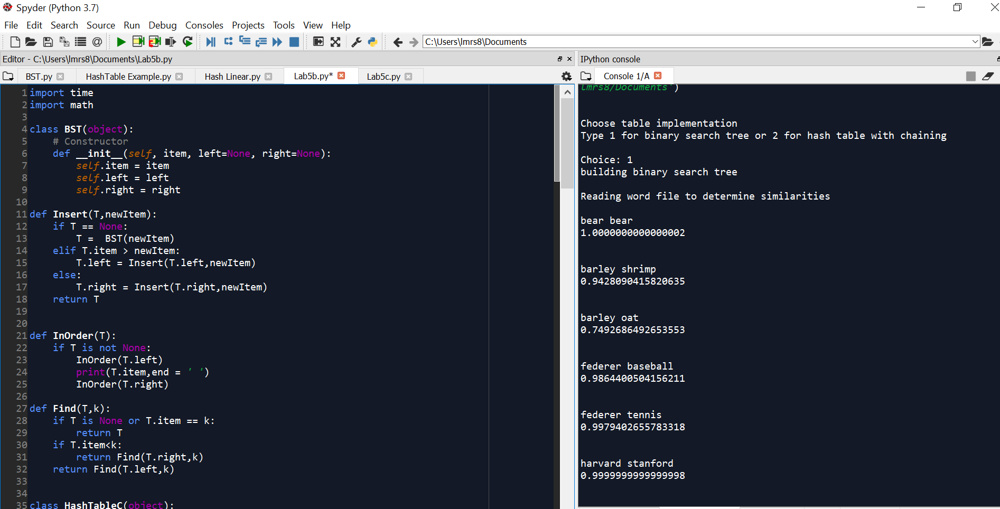 Spyder (Python 3.7)
File Edit Search Source Run Debug Consoles Projects Tools View Help
C:\Users\lmrs8\Documents
Editor - C:\Users\lmrs8\Documents\Lab5b.py
BST.py HashTable Example.py Hash Linear.py Lab5b.py* Lab5c.py
1 import time
2 import math
3
4 class BST(object):
5     # Constructor
6     def __init__(self, item, left=None, right=None):
7         self.item = item
8         self.left = left
9         self.right = right
10
11 def Insert(T,newItem):
12     if T == None:
13         T =  BST(newItem)
14     elif T.item > newItem:
15         T.left = Insert(T.left,newItem)
16     else:
17         T.right = Insert(T.right,newItem)
18     return T
19
20
21 def InOrder(T):
22     if T is not None:
23         InOrder(T.left)
24         print(T.item,end = ' ')
25         InOrder(T.right)
26
27 def Find(T,k):
28     if T is None or T.item == k:
29         return T
30     if T.item<k:
31         return Find(T.right,k)
32     return Find(T.left,k)
33
34
35 class HashTableC(object):
IPython console
Console 1/A
lmrs8/Documents')
Choose table implementation
Type 1 for binary search tree or 2 for hash table with chaining
Choice: 1
building binary search tree
Reading word file to determine similarities
bear bear
1.0000000000000002
barley shrimp
0.9428090415820635
barley oat
0.7492686492653553
federer baseball
0.9864400504156211
federer tennis
0.9979402655783318
harvard stanford
0.9999999999999998